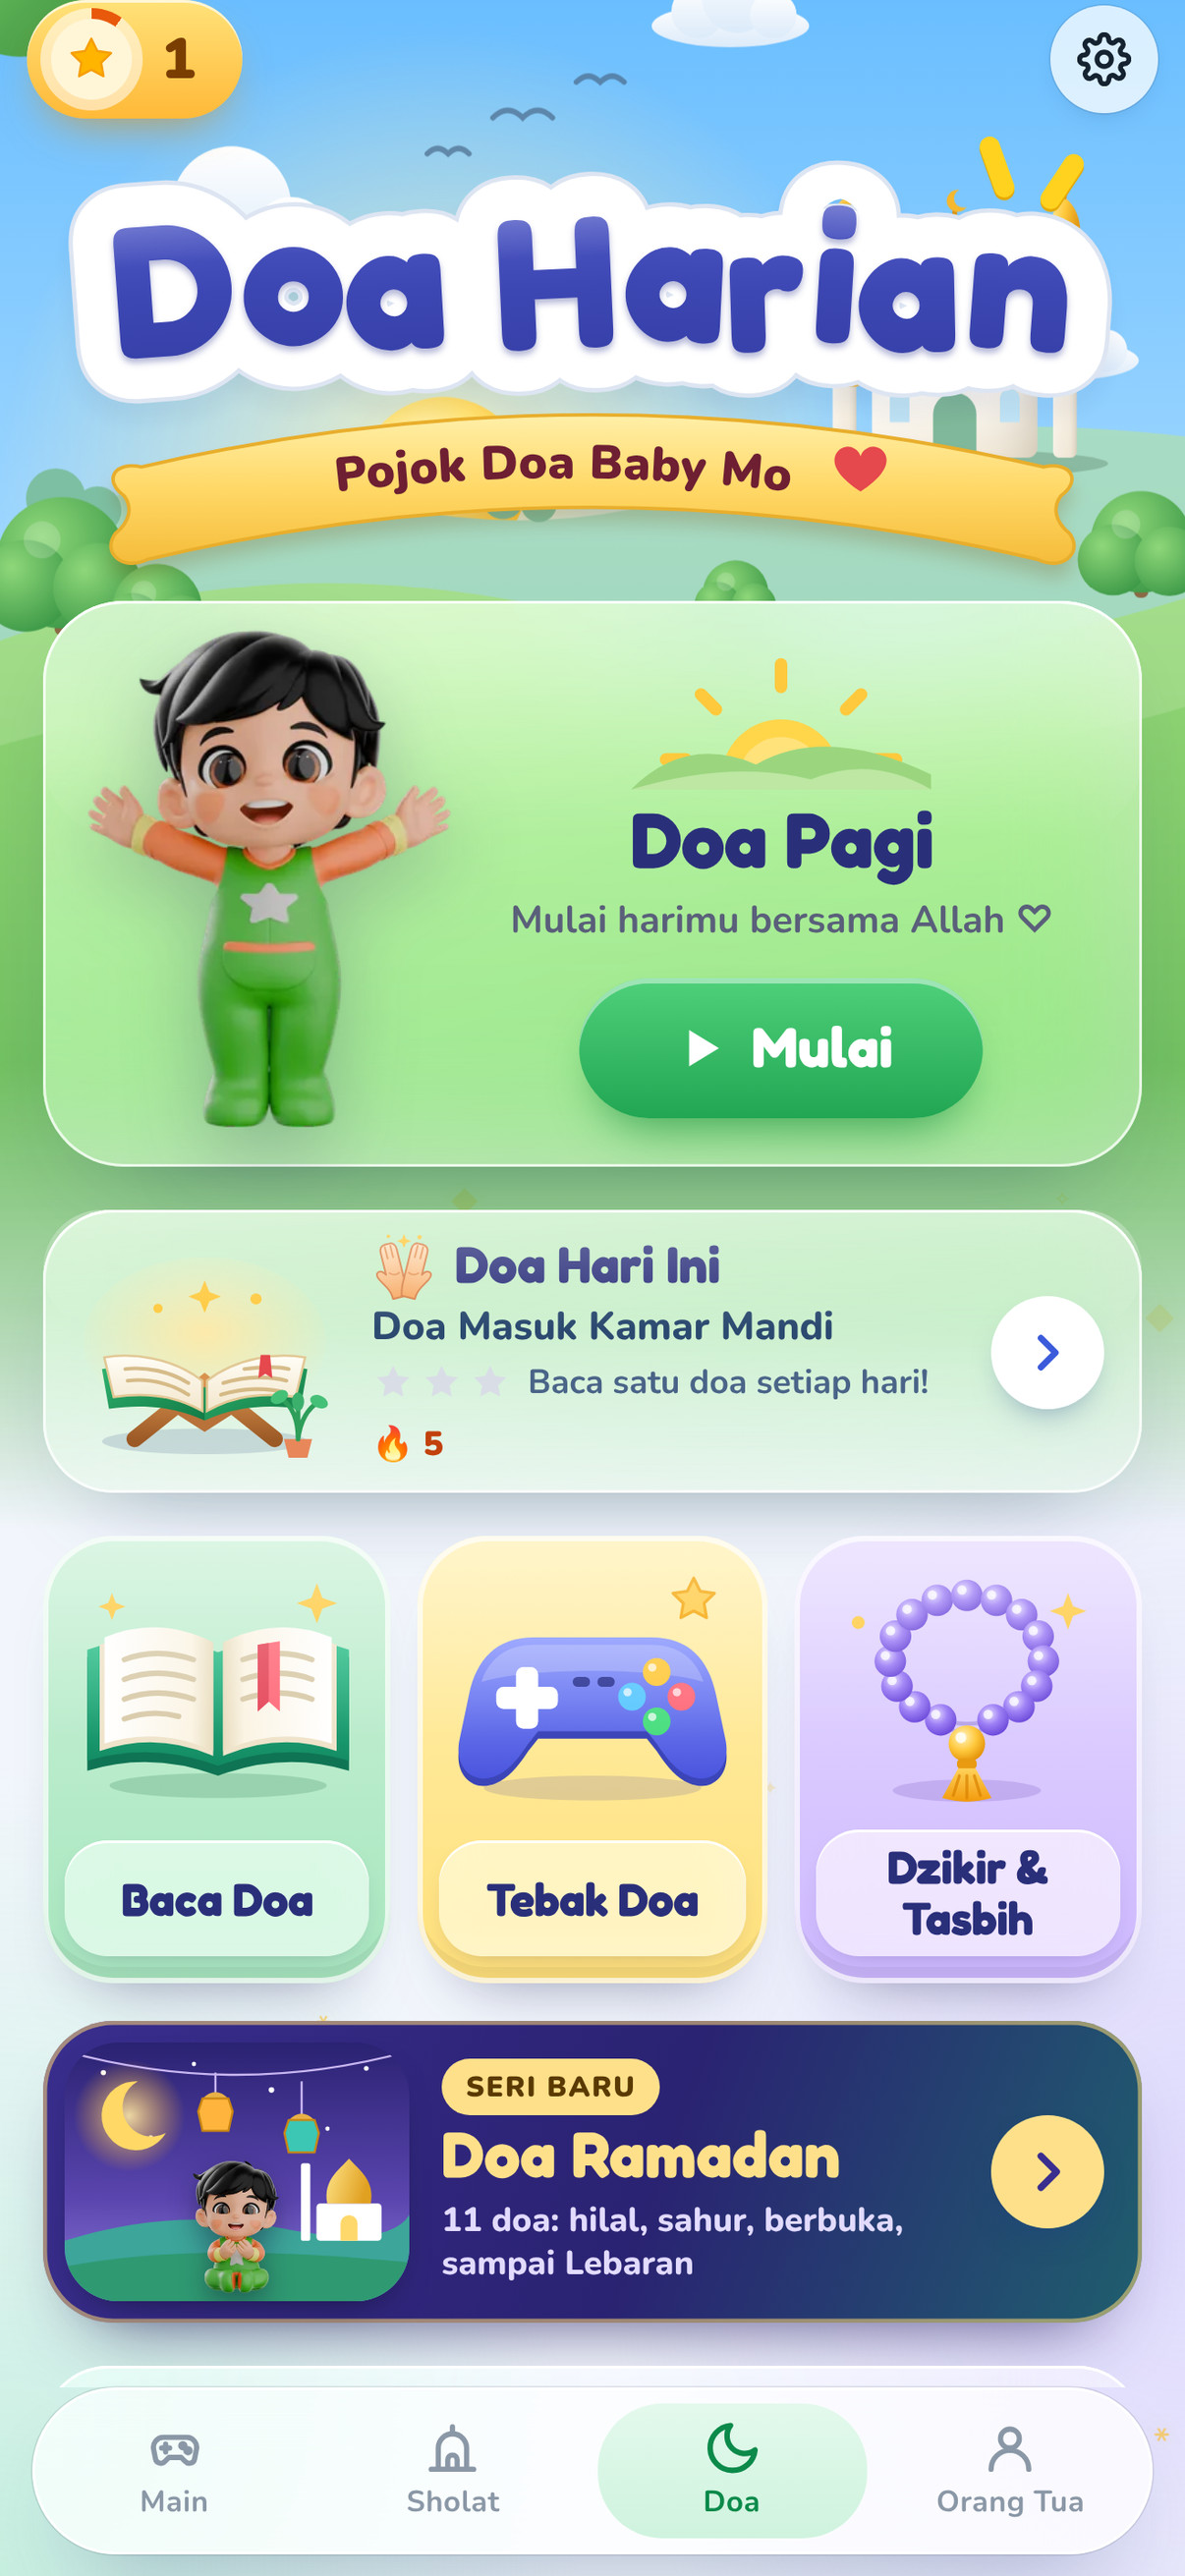 1
Doa Harian
Pojok Doa Baby Mo
Doa Pagi
Mulai harimu bersama Allah ♡
Mulai
Doa Hari Ini
Doa Masuk Kamar Mandi
Baca satu doa setiap hari!
🔥 5
Baca Doa
Tebak Doa
Dzikir &
Tasbih
SERI BARU
Doa Ramadan
11 doa: hilal, sahur, berbuka,
sampai Lebaran
Main
Sholat
Doa
Orang Tua